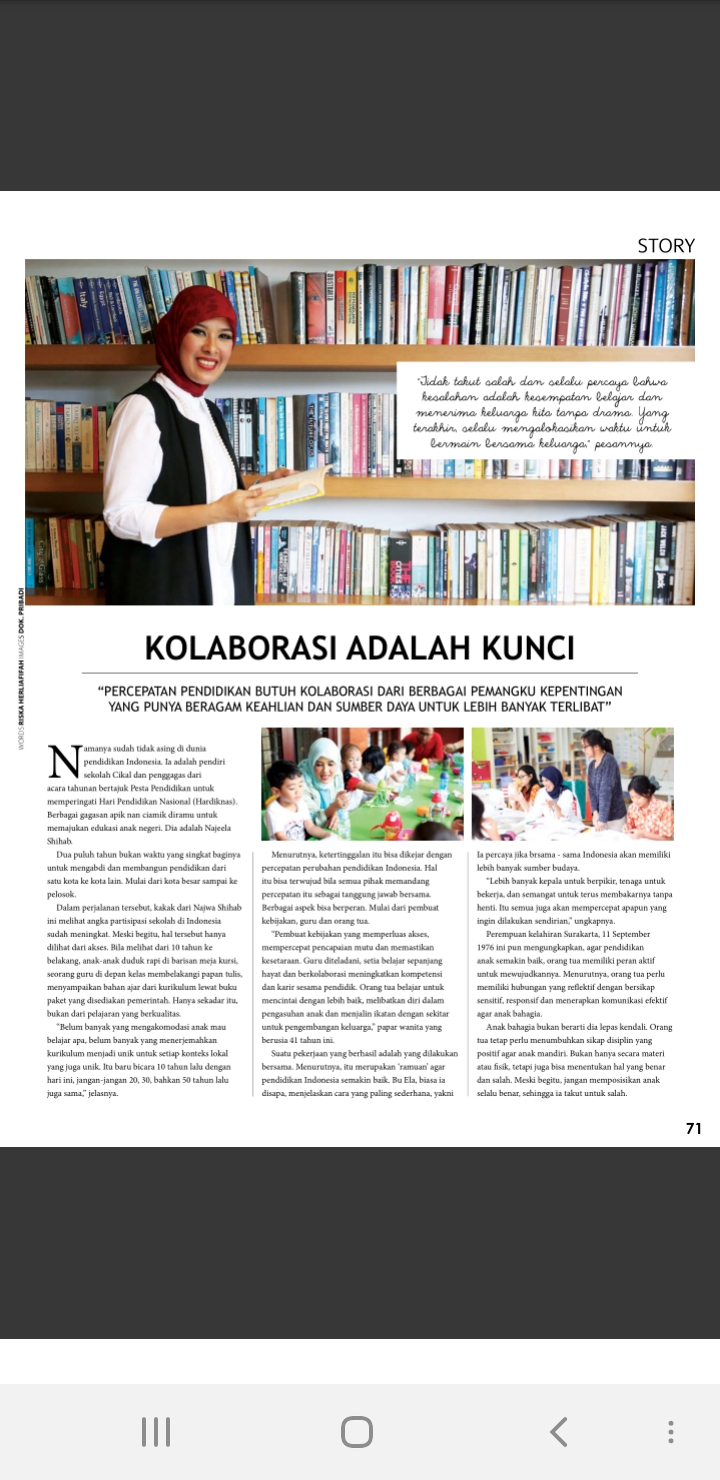 STORY
"Tidak takut salah dan selalu percaya bahwa
kesalahan adalah kesempatan belajar dan
menerima keluarga kita tanpa drama. Yang
terakhir, selalu mengalokasikan waktu untuk
bermain bersama keluarga," pesannya.
WORDS RISKA HERLIAFIFAH IMAGES DOK. PRIBADI
KOLABORASI ADALAH KUNCI
“PERCEPATAN PENDIDIKAN BUTUH KOLABORASI DARI BERBAGAI PEMANGKU KEPENTINGAN
YANG PUNYA BERAGAM KEAHLIAN DAN SUMBER DAYA UNTUK LEBIH BANYAK TERLIBAT”
Namanya sudah tidak asing di dunia
pendidikan Indonesia. Ia adalah pendiri
sekolah Cikal dan penggagas dari
acara tahunan bertajuk Pesta Pendidikan untuk
memperingati Hari Pendidikan Nasional (Hardiknas).
Berbagai gagasan apik nan ciamik diramu untuk
memajukan edukasi anak negeri. Dia adalah Najeela
Shihab.
Dua puluh tahun bukan waktu yang singkat baginya
untuk mengabdi dan membangun pendidikan dari
satu kota ke kota lain. Mulai dari kota besar sampai ke
pelosok.
Dalam perjalanan tersebut, kakak dari Najwa Shihab
ini melihat angka partisipasi sekolah di Indonesia
sudah meningkat. Meski begitu, hal tersebut hanya
dilihat dari akses. Bila melihat dari 10 tahun ke
belakang, anak-anak duduk rapi di barisan meja kursi,
seorang guru di depan kelas membelakangi papan tulis,
menyampaikan bahan ajar dari kurikulum lewat buku
paket yang disediakan pemerintah. Hanya sekadar itu,
bukan dari pelajaran yang berkualitas.
“Belum banyak yang mengakomodasi anak mau
belajar apa, belum banyak yang menerjemahkan
kurikulum menjadi unik untuk setiap konteks lokal
yang juga unik. Itu baru bicara 10 tahun lalu dengan
hari ini, jangan-jangan 20, 30, bahkan 50 tahun lalu
juga sama,” jelasnya.
Menurutnya, ketertinggalan itu bisa dikejar dengan
percepatan perubahan pendidikan Indonesia. Hal
itu bisa terwujud bila semua pihak memandang
percepatan itu sebagai tanggung jawab bersama.
Berbagai aspek bisa berperan. Mulai dari pembuat
kebijakan, guru dan orang tua.
“Pembuat kebijakan yang memperluas akses,
mempercepat pencapaian mutu dan memastikan
kesetaraan. Guru diteladani, setia belajar sepanjang
hayat dan berkolaborasi meningkatkan kompetensi
dan karir sesama pendidik. Orang tua belajar untuk
mencintai dengan lebih baik, melibatkan diri dalam
pengasuhan anak dan menjalin ikatan dengan sekitar
untuk pengembangan keluarga,” papar wanita yang
berusia 41 tahun ini.
Suatu pekerjaan yang berhasil adalah yang dilakukan
bersama. Menurutnya, itu merupakan ‘ramuan’ agar
pendidikan Indonesia semakin baik. Bu Ela, biasa ia
disapa, menjelaskan cara yang paling sederhana, yakni
Ia percaya jika brsama - sama Indonesia akan memiliki
lebih banyak sumber budaya.
“Lebih banyak kepala untuk berpikir, tenaga untuk
bekerja, dan semangat untuk terus membakarnya tanpa
henti. Itu semua juga akan mempercepat apapun yang
ingin dilakukan sendirian,” ungkapnya.
Perempuan kelahiran Surakarta, 11 September
1976 ini pun mengungkapkan, agar pendidikan
anak semakin baik, orang tua memiliki peran aktif
untuk mewujudkannya. Menurutnya, orang tua perlu
memiliki hubungan yang reflektif dengan bersikap
sensitif, responsif dan menerapkan komunikasi efektif
agar anak bahagia.
Anak bahagia bukan berarti dia lepas kendali. Orang
tua tetap perlu menumbuhkan sikap disiplin yang
positif agar anak mandiri. Bukan hanya secara materi
atau fisik, tetapi juga bisa menentukan hal yang benar
dan salah. Meski begitu, jangan memposisikan anak
selalu benar, sehingga ia takut untuk salah.
71